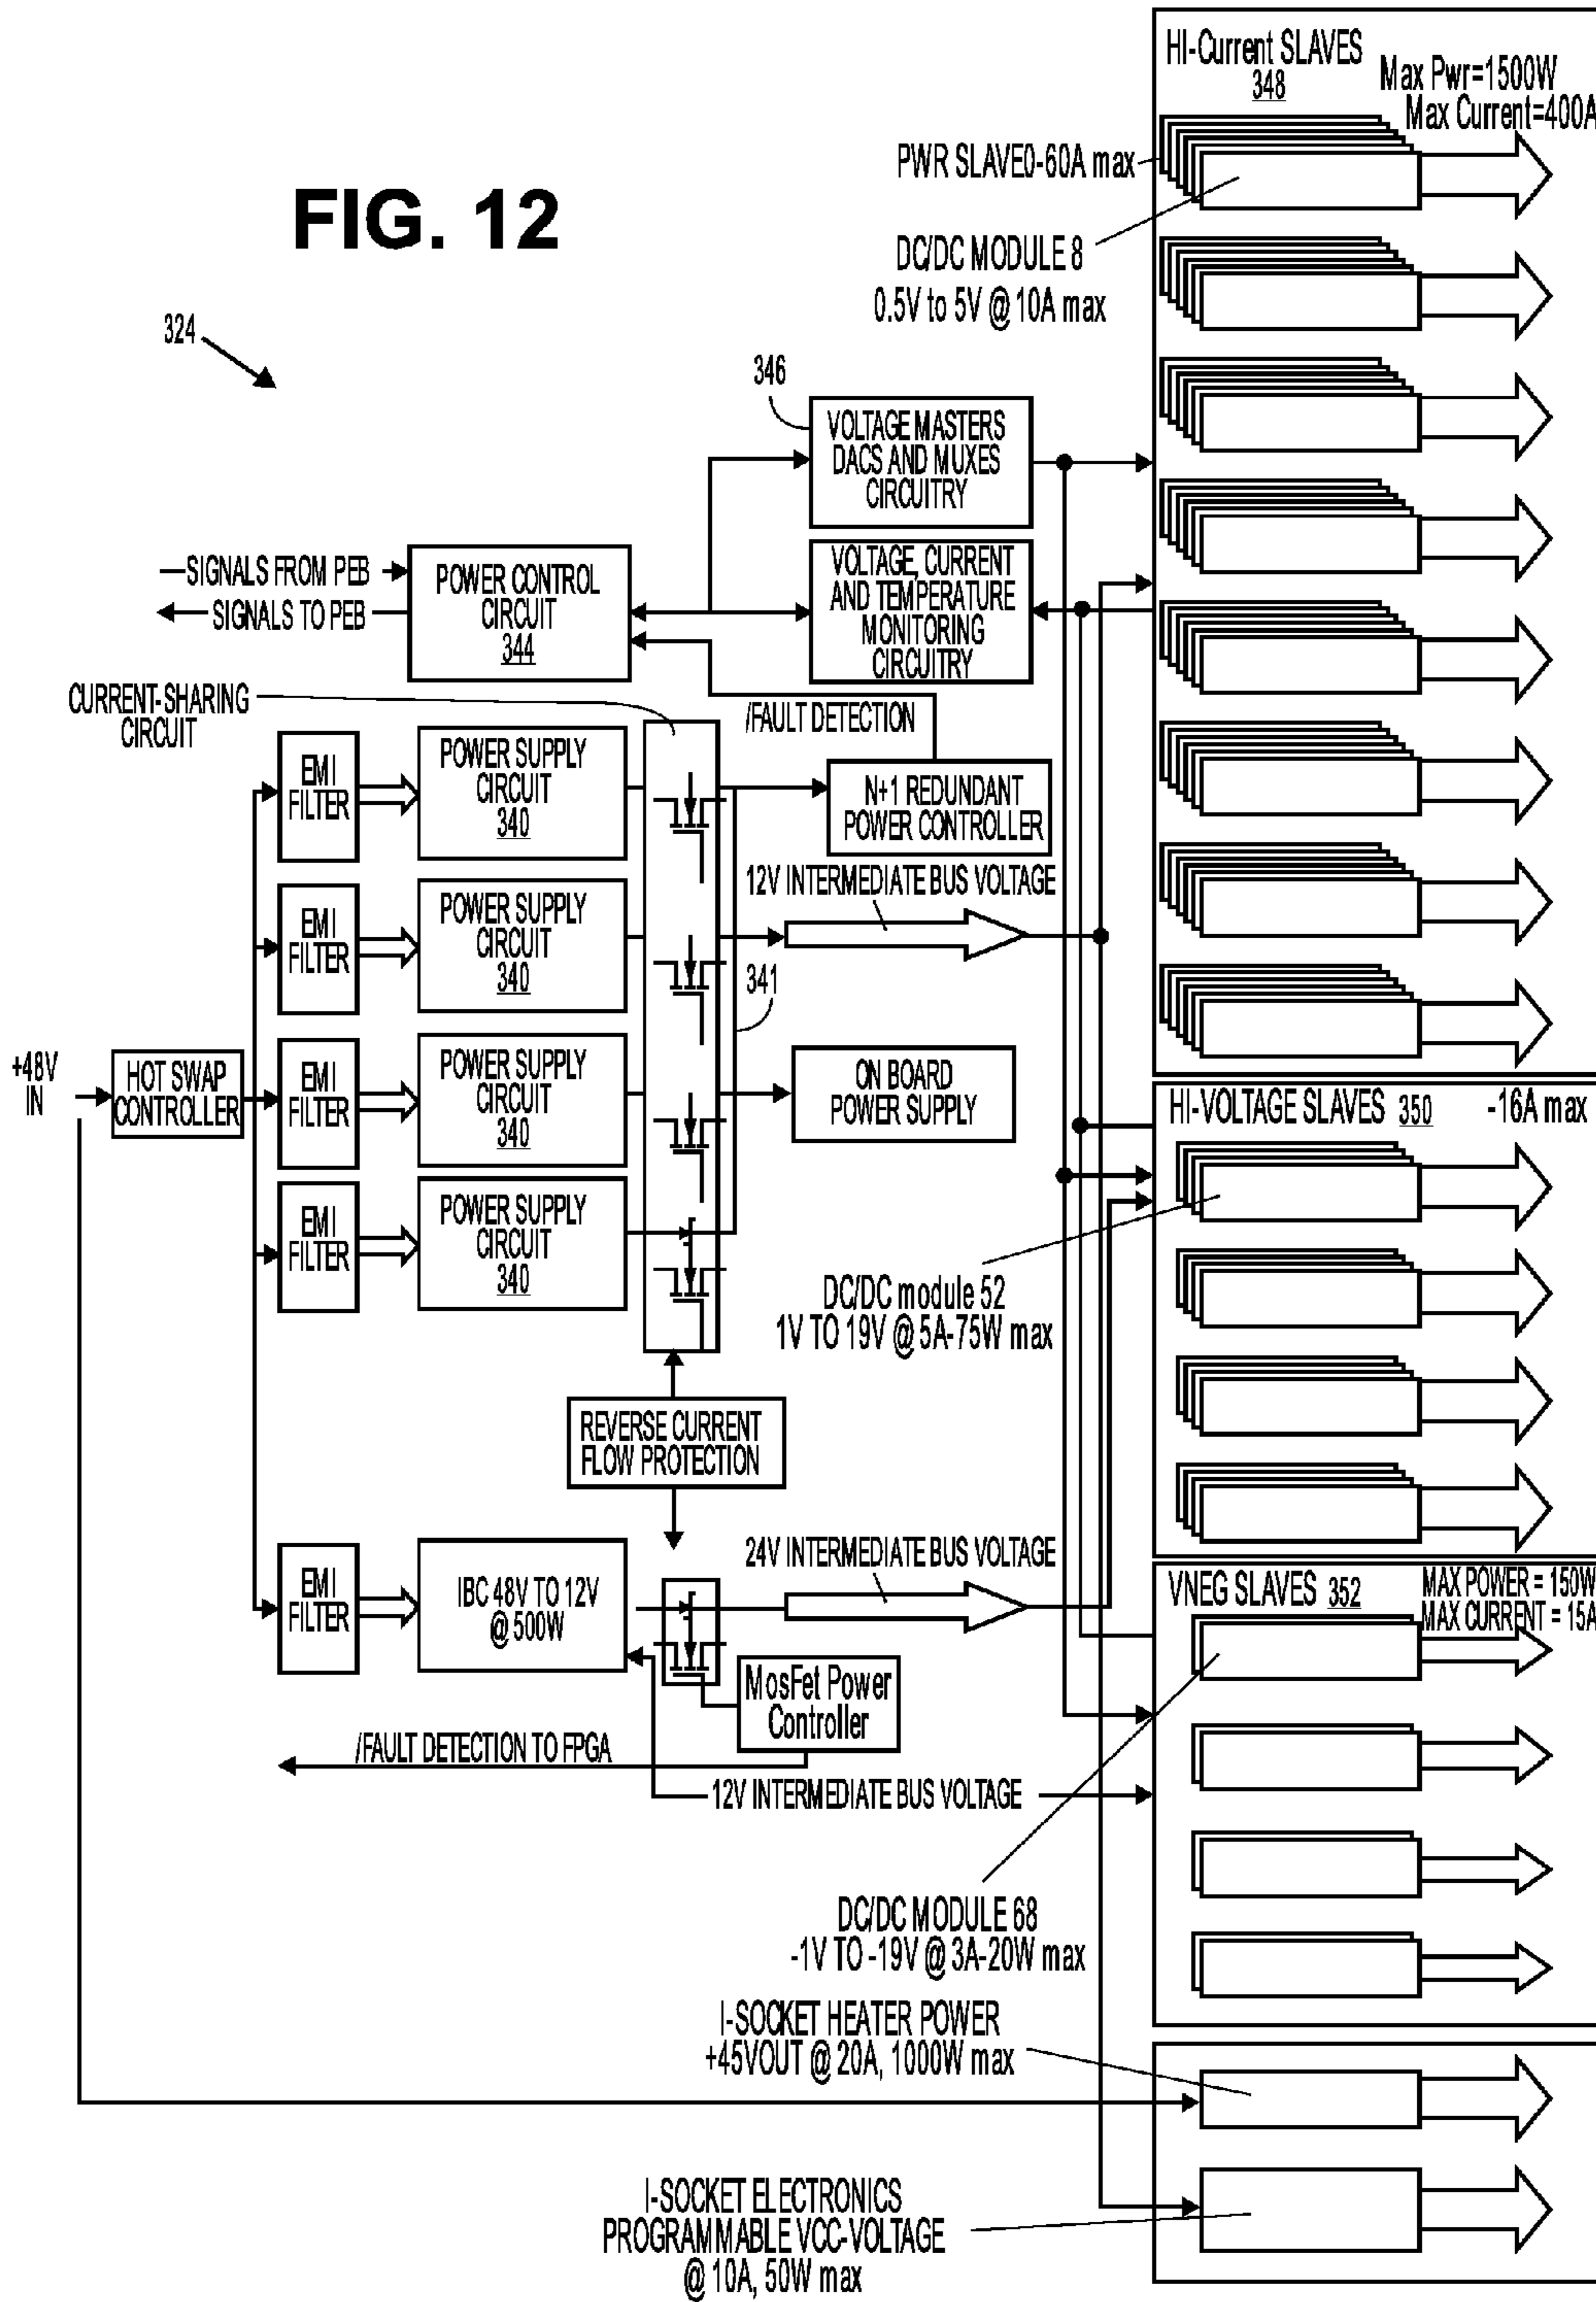 HI-Current SLAVES
348
Max Pwr=1500W
Max Current=400A
PWR SLAVE0-60A max
FIG. 12
DC/DC MODULE 8
0.5V to 5V @ 10A max
324
346
VOLTAGE MASTERS
DACS AND MUXES
CIRCUITRY
SIGNALS FROM PEB
SIGNALS TO PEB
POWER CONTROL
CIRCUIT
344
VOLTAGE, CURRENT
AND TEMPERATURE
MONITORING
CIRCUITRY
CURRENT-SHARING
CIRCUIT
/FAULT DETECTION
EMI
FILTER
POWER SUPPLY
CIRCUIT
340
N+1 REDUNDANT
POWER CONTROLLER
12V INTERMEDIATE BUS VOLTAGE
EMI
FILTER
POWER SUPPLY
CIRCUIT
340
341
+48V
IN
HOT SWAP
CONTROLLER
EMI
FILTER
POWER SUPPLY
CIRCUIT
340
ON BOARD
POWER SUPPLY
HI-VOLTAGE SLAVES 350
-16A max
EMI
FILTER
POWER SUPPLY
CIRCUIT
340
DC/DC module 52
1V TO 19V @ 5A-75W max
REVERSE CURRENT
FLOW PROTECTION
EMI
FILTER
IBC 48V TO 12V
@ 500W
24V INTERMEDIATE BUS VOLTAGE
VNEG SLAVES 352
MAX POWER = 150W
MAX CURRENT = 15A
MosFet Power
Controller
/FAULT DETECTION TO FPGA
12V INTERMEDIATE BUS VOLTAGE
DC/DC MODULE 68
-1V TO -19V @ 3A-20W max
I-SOCKET HEATER POWER
+45VOUT @ 20A, 1000W max
I-SOCKET ELECTRONICS
PROGRAMMABLE VCC-VOLTAGE
@ 10A, 50W max